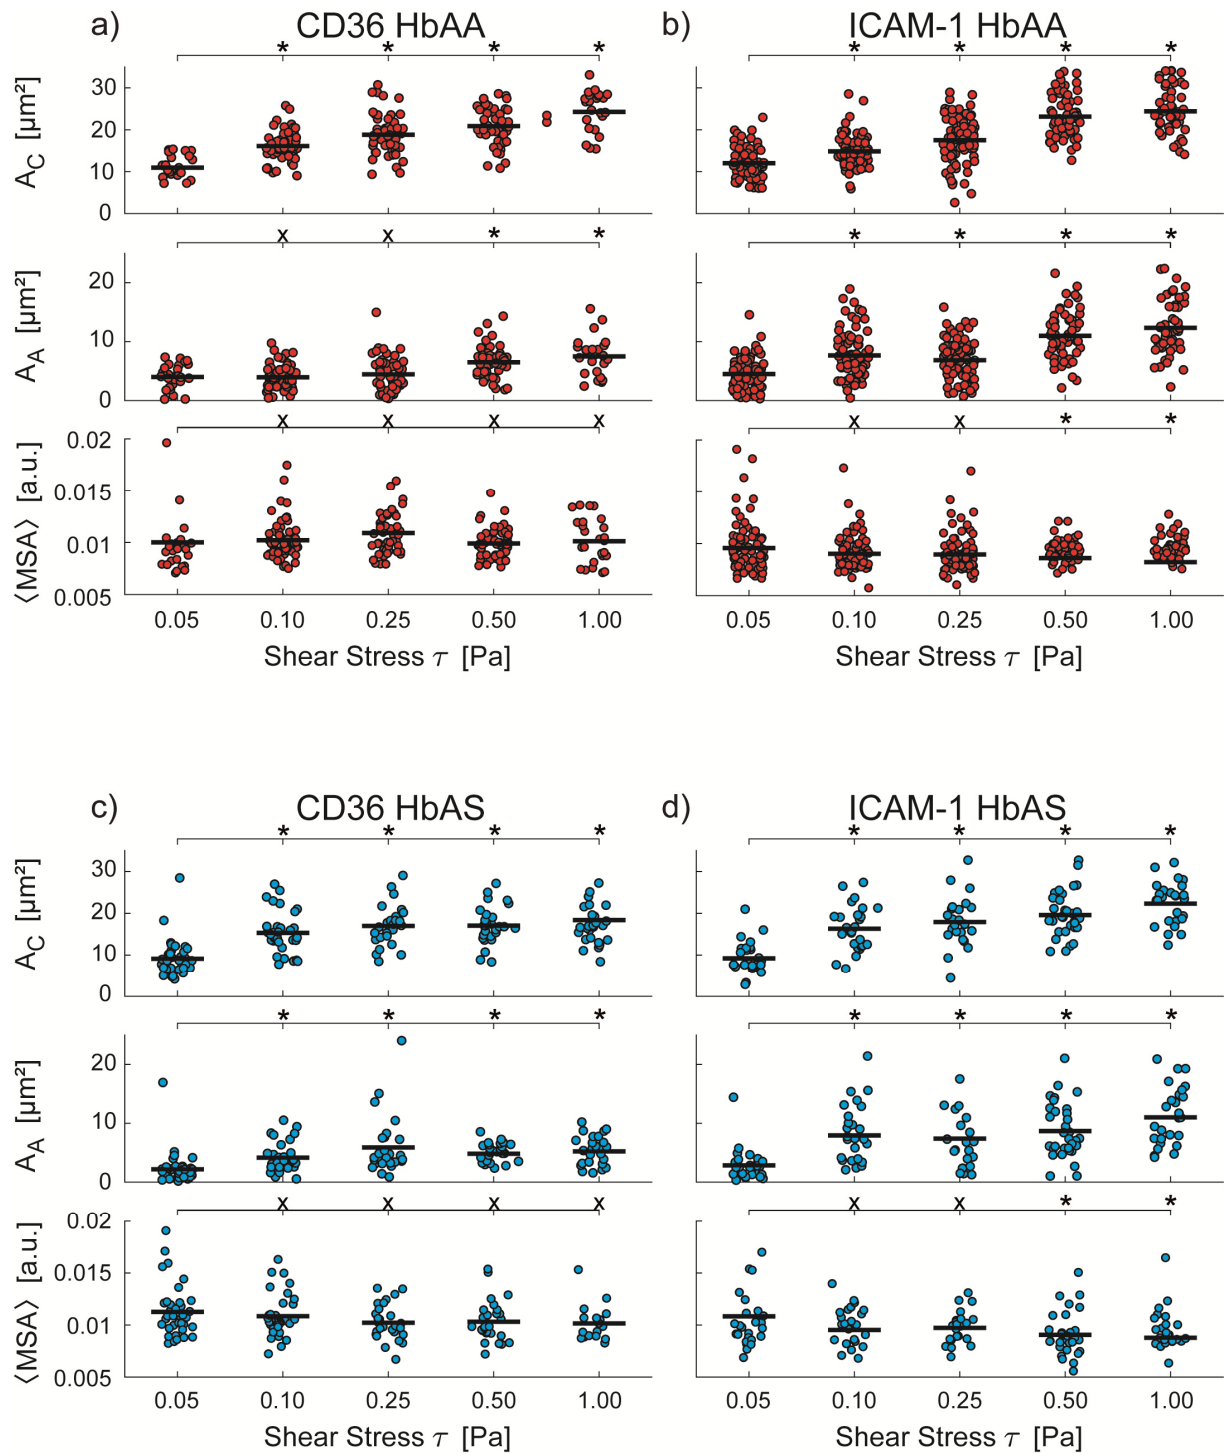 a) CD36 HbAA
* * * *
A_C [µm²]
30
20
10
0
x x * *
A_A [µm²]
20
10
0
x x x x
⟨MSA⟩ [a.u.]
0.02
0.015
0.01
0.005
0.05 0.10 0.25 0.50 1.00
Shear Stress τ [Pa]
b) ICAM-1 HbAA
* * * *
* * * *
x x * *
0.05 0.10 0.25 0.50 1.00
Shear Stress τ [Pa]
c) CD36 HbAS
* * * *
A_C [µm²]
30
20
10
0
* * * *
A_A [µm²]
20
10
0
x x x x
⟨MSA⟩ [a.u.]
0.02
0.015
0.01
0.005
0.05 0.10 0.25 0.50 1.00
Shear Stress τ [Pa]
d) ICAM-1 HbAS
* * * *
* * * *
x x * *
0.05 0.10 0.25 0.50 1.00
Shear Stress τ [Pa]